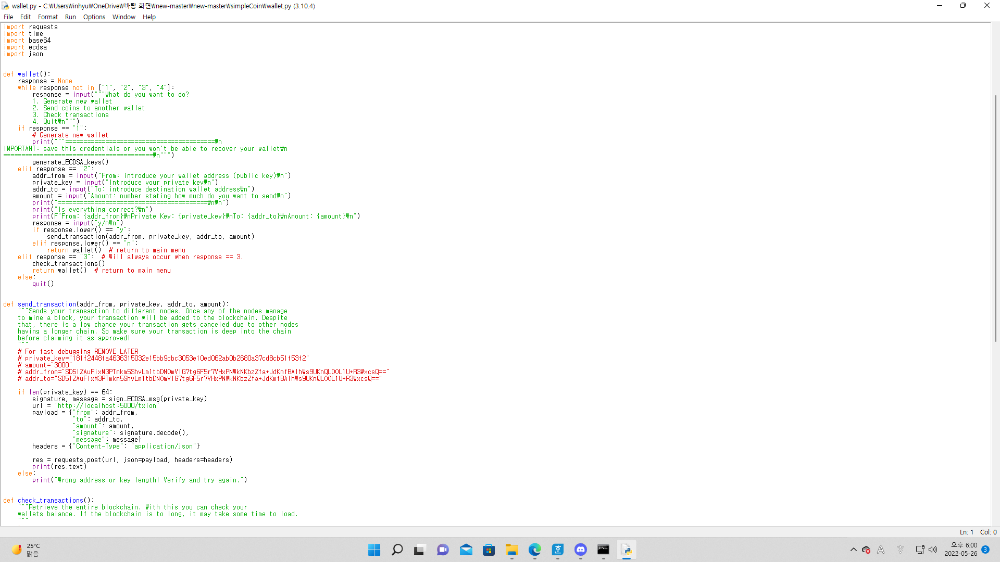 wallet.py - C:₩Users₩inhyu₩OneDrive₩바탕 화면₩new-master₩new-master₩simpleCoin₩wallet.py (3.10.4)
File Edit Format Run Options Window Help
import requests
import time
import base64
import ecdsa
import json
def wallet():
    response = None
    while response not in ["1", "2", "3", "4"]:
        response = input("""What do you want to do?
        1. Generate new wallet
        2. Send coins to another wallet
        3. Check transactions
        4. Quit₩n""")
    if response == "1":
        # Generate new wallet
        print("""=========================================₩n
IMPORTANT: save this credentials or you won't be able to recover your wallet₩n
=========================================₩n""")
        generate_ECDSA_keys()
    elif response == "2":
        addr_from = input("From: introduce your wallet address (public key)₩n")
        private_key = input("Introduce your private key₩n")
        addr_to = input("To: introduce destination wallet address₩n")
        amount = input("Amount: number stating how much do you want to send₩n")
        print("=========================================₩n₩n")
        print("Is everything correct?₩n")
        print(F"From: {addr_from}₩nPrivate Key: {private_key}₩nTo: {addr_to}₩nAmount: {amount}₩n")
        response = input("y/n₩n")
        if response.lower() == "y":
            send_transaction(addr_from, private_key, addr_to, amount)
        elif response.lower() == "n":
            return wallet()  # return to main menu
    elif response == "3":  # Will always occur when response == 3.
        check_transactions()
        return wallet()  # return to main menu
    else:
        quit()
def send_transaction(addr_from, private_key, addr_to, amount):
    """Sends your transaction to different nodes. Once any of the nodes manage
    to mine a block, your transaction will be added to the blockchain. Despite
    that, there is a low chance your transaction gets canceled due to other nodes
    having a longer chain. So make sure your transaction is deep into the chain
    before claiming it as approved!
    """
    # For fast debugging REMOVE LATER
    # private_key="181f2448fa4636315032e15bb9cbc3053e10ed062ab0b2680a37cd8cb51f53f2"
    # amount="3000"
    # addr_from="SD5IZAuFixM3PTmkm5ShvLm1tbDNOmVlG7tg6F5r7VHxPNWkNKbzZfa+JdKmfBAIhWs9UKnQLOOL1U+R3WxcsQ=="
    # addr_to="SD5IZAuFixM3PTmkm5ShvLm1tbDNOmVlG7tg6F5r7VHxPNWkNKbzZfa+JdKmfBAIhWs9UKnQLOOL1U+R3WxcsQ=="
    if len(private_key) == 64:
        signature, message = sign_ECDSA_msg(private_key)
        url = 'http://localhost:5000/txion'
        payload = {"from": addr_from,
                   "to": addr_to,
                   "amount": amount,
                   "signature": signature.decode(),
                   "message": message}
        headers = {"Content-Type": "application/json"}
        res = requests.post(url, json=payload, headers=headers)
        print(res.text)
    else:
        print("Wrong address or key length! Verify and try again.")
def check_transactions():
    """Retrieve the entire blockchain. With this you can check your
    wallets balance. If the blockchain is to long, it may take some time to load.
    """
Ln: 1 Col: 0
25°C
맑음
A
오후 6:00
2022-05-26
3